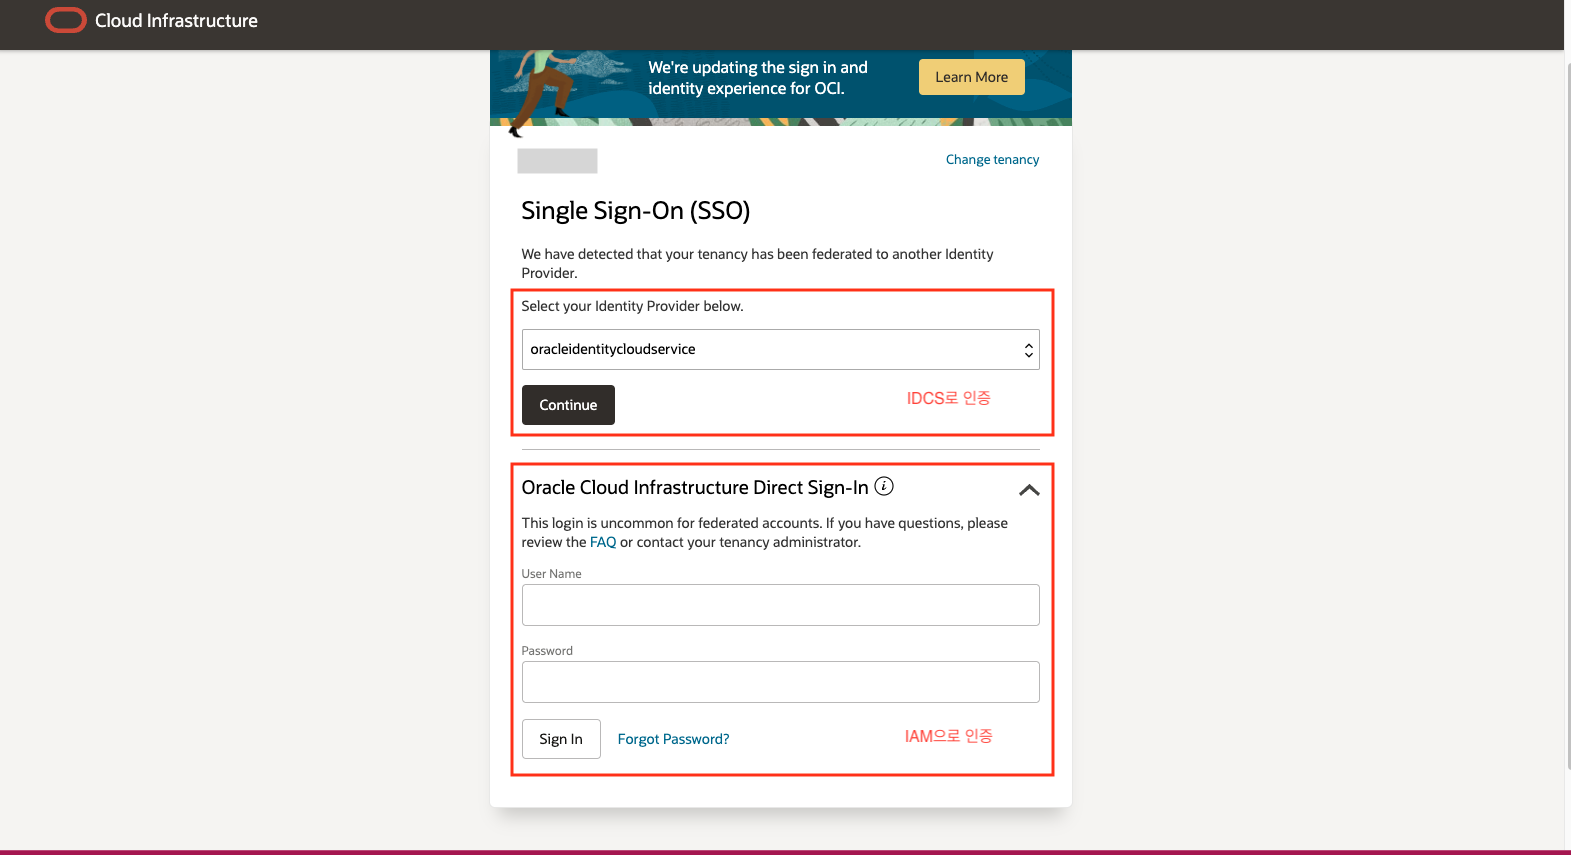 Cloud Infrastructure
We're updating the sign in and
identity experience for OCI.
Learn More
Change tenancy
Single Sign-On (SSO)
We have detected that your tenancy has been federated to another Identity
Provider.
Select your Identity Provider below.
oracleidentitycloudservice
Continue
IDCS로 인증
Oracle Cloud Infrastructure Direct Sign-In
This login is uncommon for federated accounts. If you have questions, please
review the FAQ or contact your tenancy administrator.
User Name
Password
Sign In
Forgot Password?
IAM으로 인증